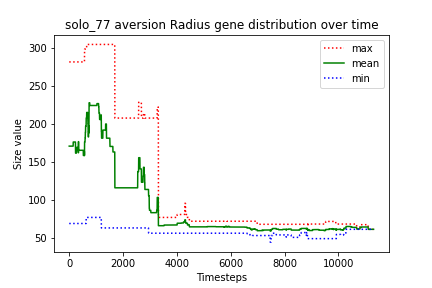 solo_77 aversion Radius gene distribution over time
max
mean
min
Size value
300
250
200
150
100
50
0
2000
4000
6000
8000
10000
Timesteps